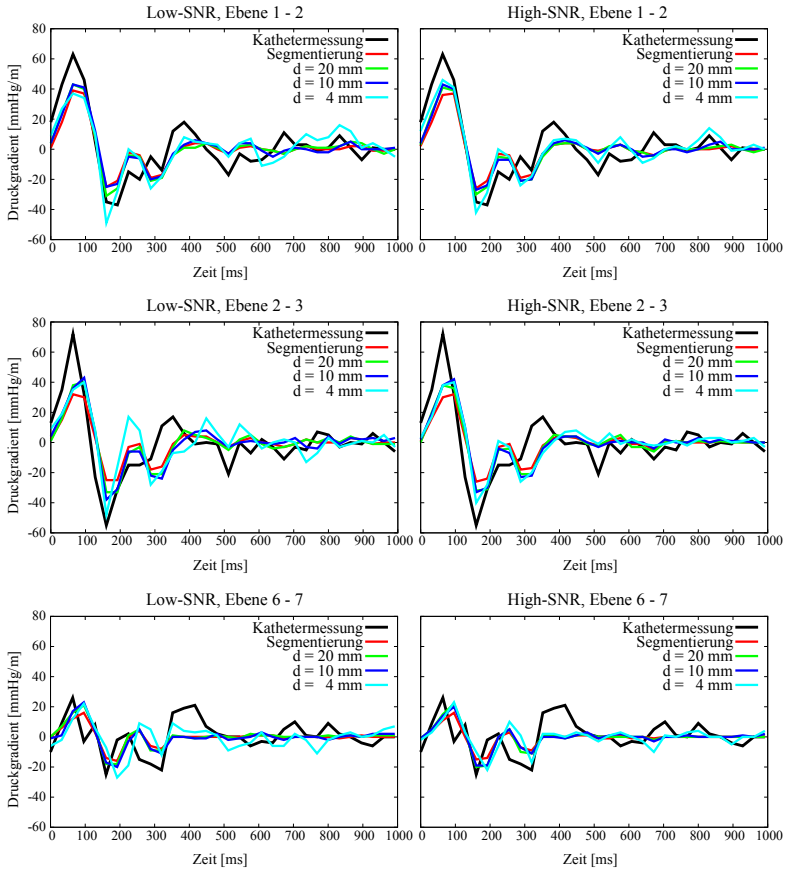 Low-SNR, Ebene 1 - 2
Druckgradient [mmHg/m]
80
60
40
20
0
-20
-40
-60
Kathetermessung
Segmentierung
d = 20 mm
d = 10 mm
d = 4 mm
0 100 200 300 400 500 600 700 800 900 1000
Zeit [ms]
High-SNR, Ebene 1 - 2
Kathetermessung
Segmentierung
d = 20 mm
d = 10 mm
d = 4 mm
0 100 200 300 400 500 600 700 800 900 1000
Zeit [ms]
Low-SNR, Ebene 2 - 3
Druckgradient [mmHg/m]
80
60
40
20
0
-20
-40
-60
Kathetermessung
Segmentierung
d = 20 mm
d = 10 mm
d = 4 mm
0 100 200 300 400 500 600 700 800 900 1000
Zeit [ms]
High-SNR, Ebene 2 - 3
Kathetermessung
Segmentierung
d = 20 mm
d = 10 mm
d = 4 mm
0 100 200 300 400 500 600 700 800 900 1000
Zeit [ms]
Low-SNR, Ebene 6 - 7
Druckgradient [mmHg/m]
80
60
40
20
0
-20
-40
-60
Kathetermessung
Segmentierung
d = 20 mm
d = 10 mm
d = 4 mm
0 100 200 300 400 500 600 700 800 900 1000
Zeit [ms]
High-SNR, Ebene 6 - 7
Kathetermessung
Segmentierung
d = 20 mm
d = 10 mm
d = 4 mm
0 100 200 300 400 500 600 700 800 900 1000
Zeit [ms]